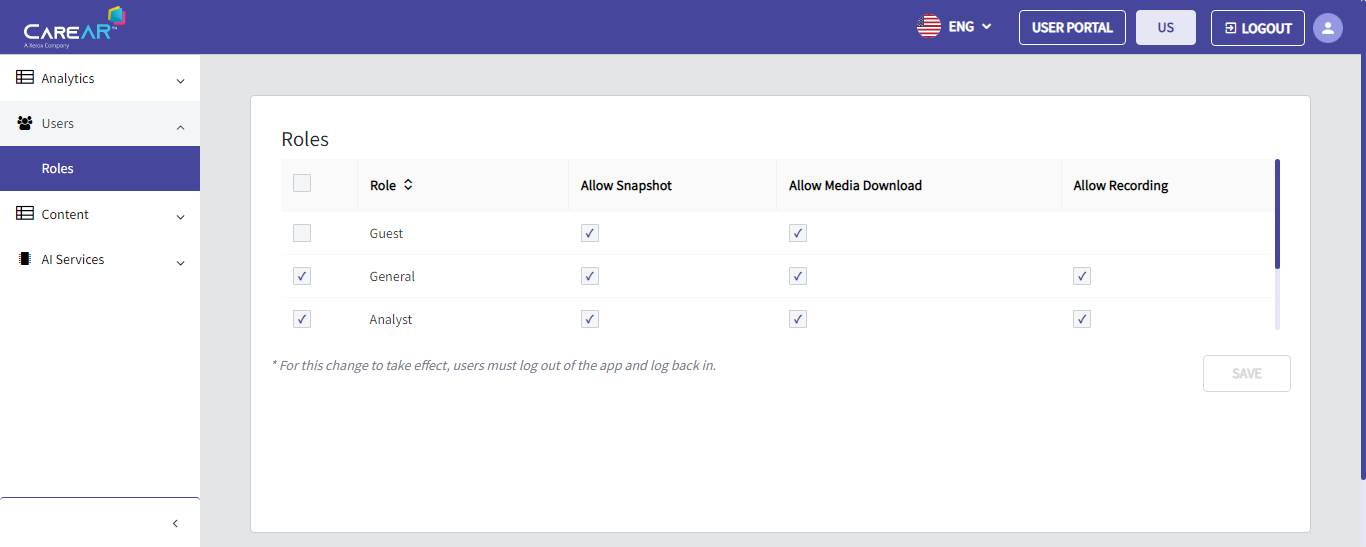 CAREAR™
A Xerox Company
ENG
USER PORTAL
US
LOGOUT
Analytics
Users
Roles
Content
AI Services
Roles
Role Allow Snapshot Allow Media Download Allow Recording
Guest
General
Analyst
* For this change to take effect, users must log out of the app and log back in.
SAVE